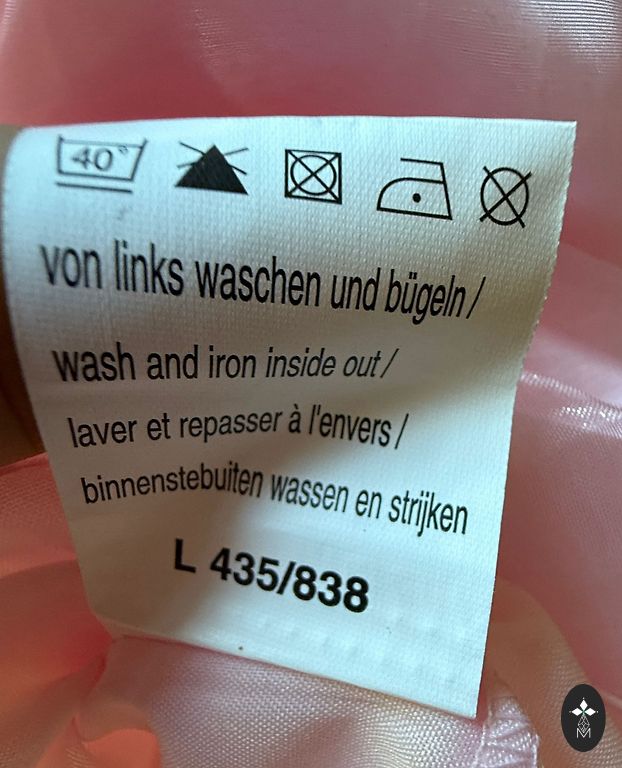 40°
von links waschen und bügeln/
wash and iron inside out/
laver et repasser à l'envers/
binnenstebuiten wassen en strijken
L 435/838
M